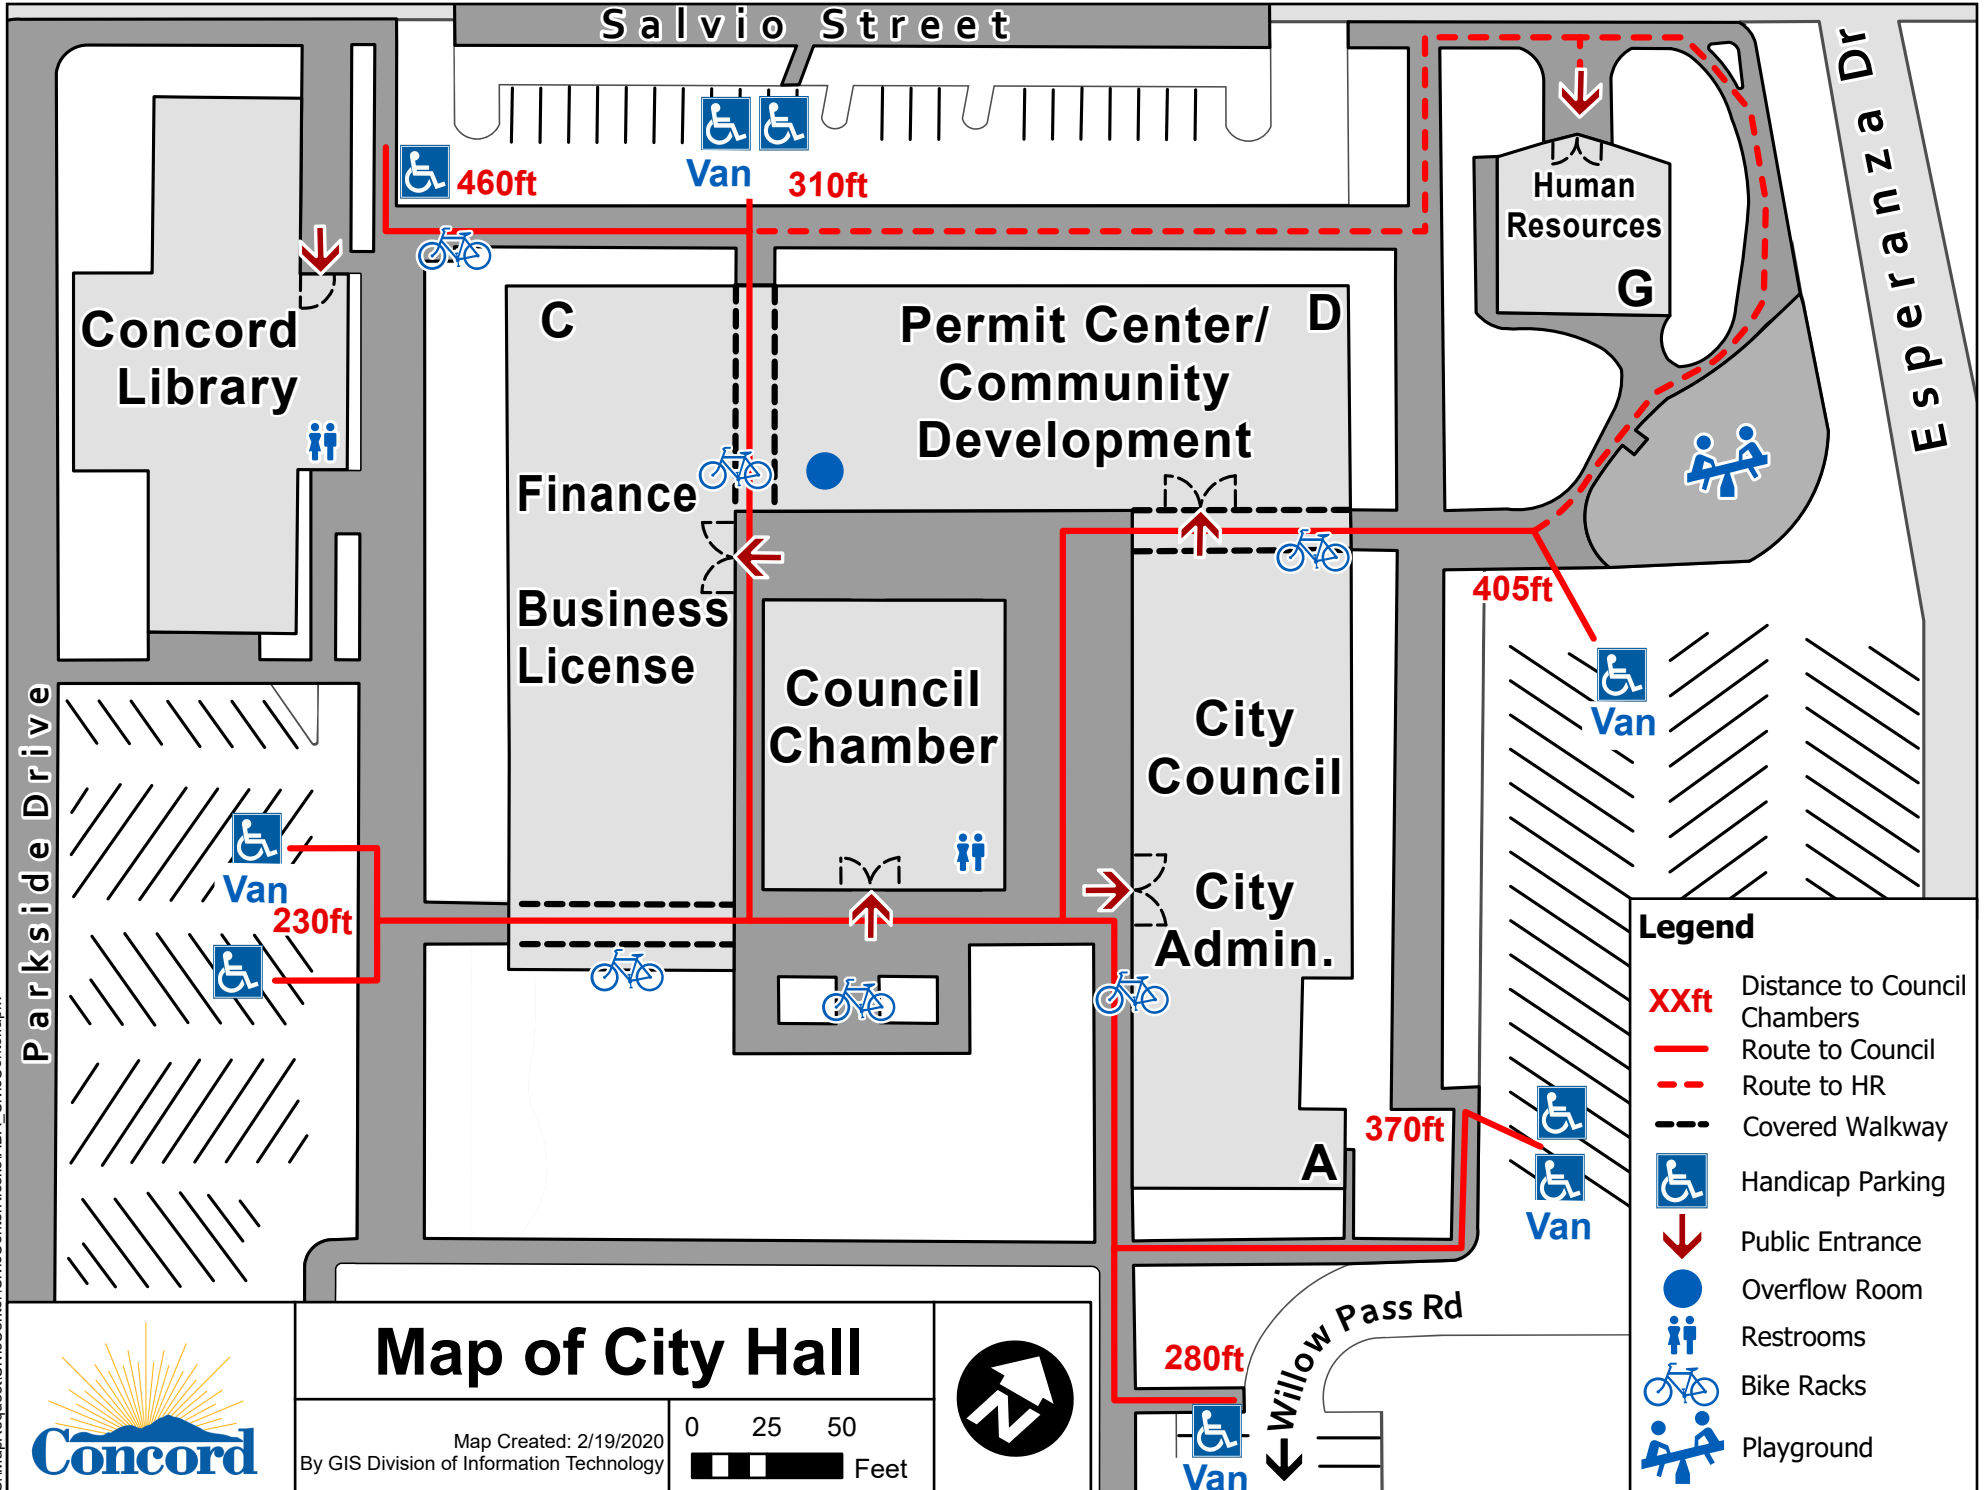 Salvio Street
Esperanza Dr
460ft
Van
310ft
Human
Resources
G
Concord
Library
C
Permit Center/
Community
Development
D
Finance
Business
License
405ft
Van
Council
Chamber
City
Council
City
Admin.
Parkside Drive
Van
230ft
370ft
A
Van
Willow Pass Rd
280ft
Van
Legend
XXft
Distance to Council
Chambers
Route to Council
Route to HR
Covered Walkway
Handicap Parking
Public Entrance
Overflow Room
Restrooms
Bike Racks
Playground
Concord
Map of City Hall
Map Created: 2/19/2020
By GIS Division of Information Technology
0 25 50
Feet
N